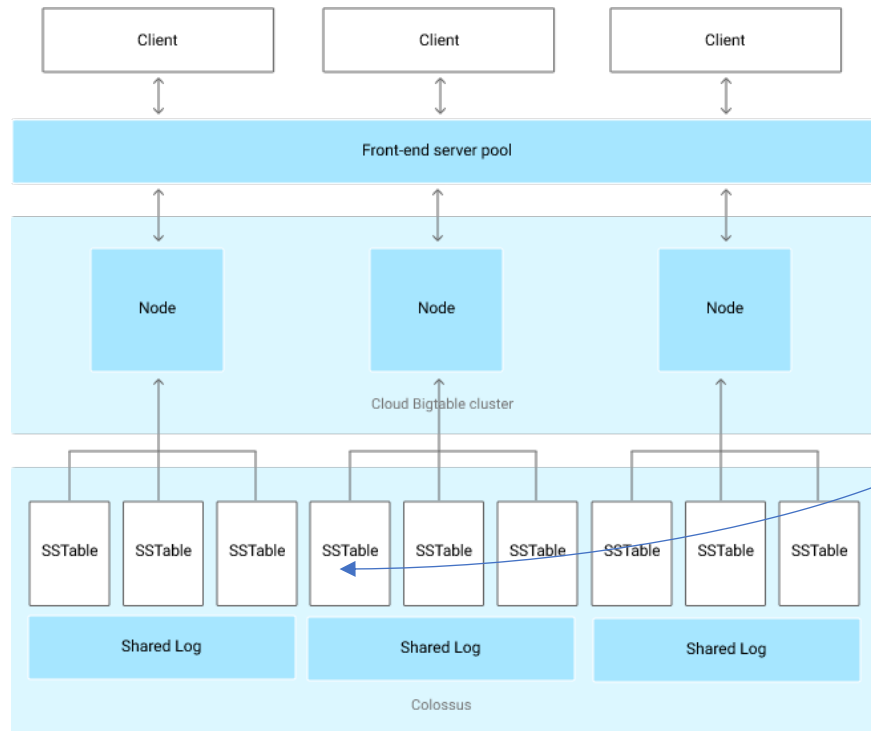 Client
Client
Client
Front-end server pool
Node
Node
Node
Cloud Bigtable cluster
SSTable
SSTable
SSTable
SSTable
SSTable
SSTable
SSTable
SSTable
SSTable
Shared Log
Shared Log
Shared Log
Colossus